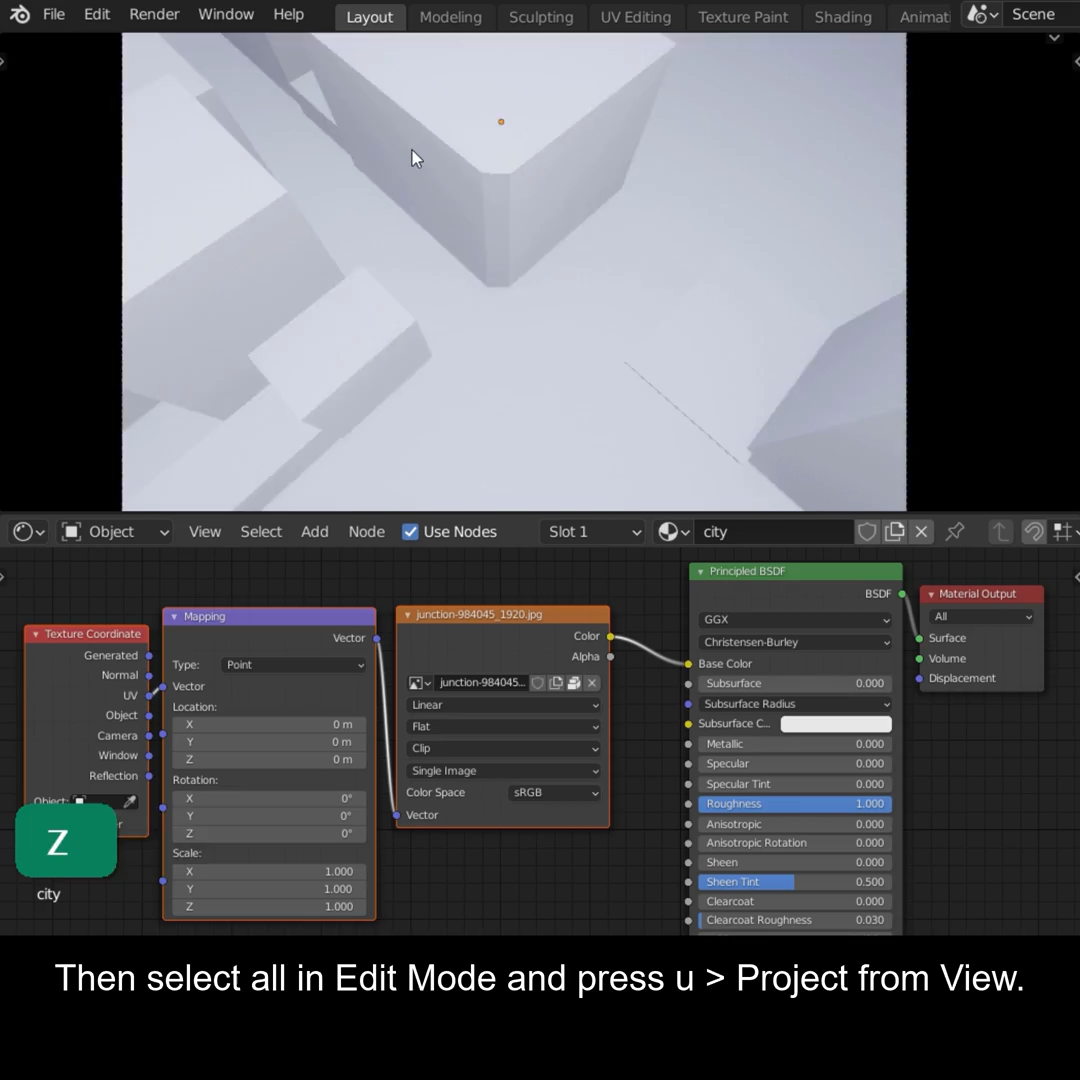 File Edit Render Window Help Layout Modeling Sculpting UV Editing Texture Paint Shading Animati Scene
Object View Select Add Node Use Nodes Slot 1 city
Texture Coordinate
Generated
Normal
UV
Object
Camera
Window
Reflection
Object:
Mapping
Vector
Type: Point
Vector
Location:
X 0 m
Y 0 m
Z 0 m
Rotation:
X 0°
Y 0°
Z 0°
Scale:
X 1.000
Y 1.000
Z 1.000
junction-984045_1920.jpg
Color
Alpha
junction-984045...
Linear
Flat
Clip
Single Image
Color Space sRGB
Vector
Principled BSDF
BSDF
GGX
Christensen-Burley
Base Color
Subsurface 0.000
Subsurface Radius
Subsurface C...
Metallic 0.000
Specular 0.000
Specular Tint 0.000
Roughness 1.000
Anisotropic 0.000
Anisotropic Rotation 0.000
Sheen 0.000
Sheen Tint 0.500
Clearcoat 0.000
Clearcoat Roughness 0.030
Material Output
All
Surface
Volume
Displacement
Z
city
Then select all in Edit Mode and press u > Project from View.